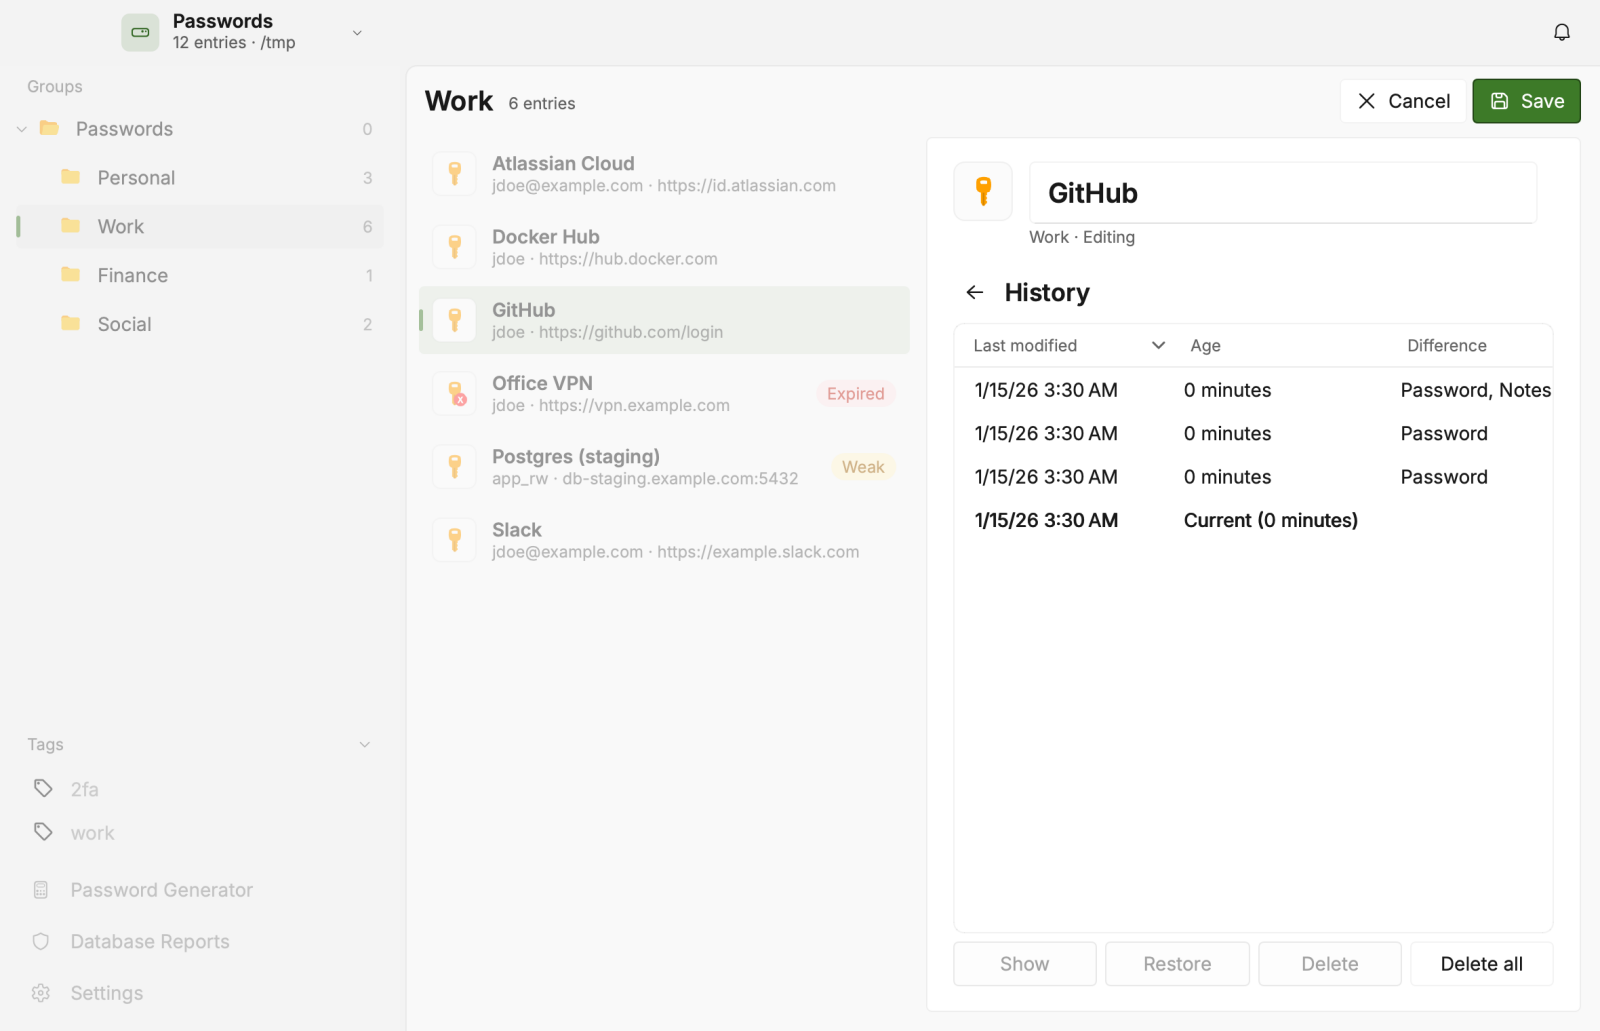 Passwords
12 entries · /tmp
Groups
Passwords 0
Personal 3
Work 6
Finance 1
Social 2
Tags
2fa
work
Password Generator
Database Reports
Settings
Work 6 entries
Cancel
Save
Atlassian Cloud
jdoe@example.com · https://id.atlassian.com
Docker Hub
jdoe · https://hub.docker.com
GitHub
jdoe · https://github.com/login
Office VPN
jdoe · https://vpn.example.com
Expired
Postgres (staging)
app_rw · db-staging.example.com:5432
Weak
Slack
jdoe@example.com · https://example.slack.com
GitHub
Work · Editing
History
Last modified Age Difference
1/15/26 3:30 AM 0 minutes Password, Notes
1/15/26 3:30 AM 0 minutes Password
1/15/26 3:30 AM 0 minutes Password
1/15/26 3:30 AM Current (0 minutes)
Show Restore Delete Delete all